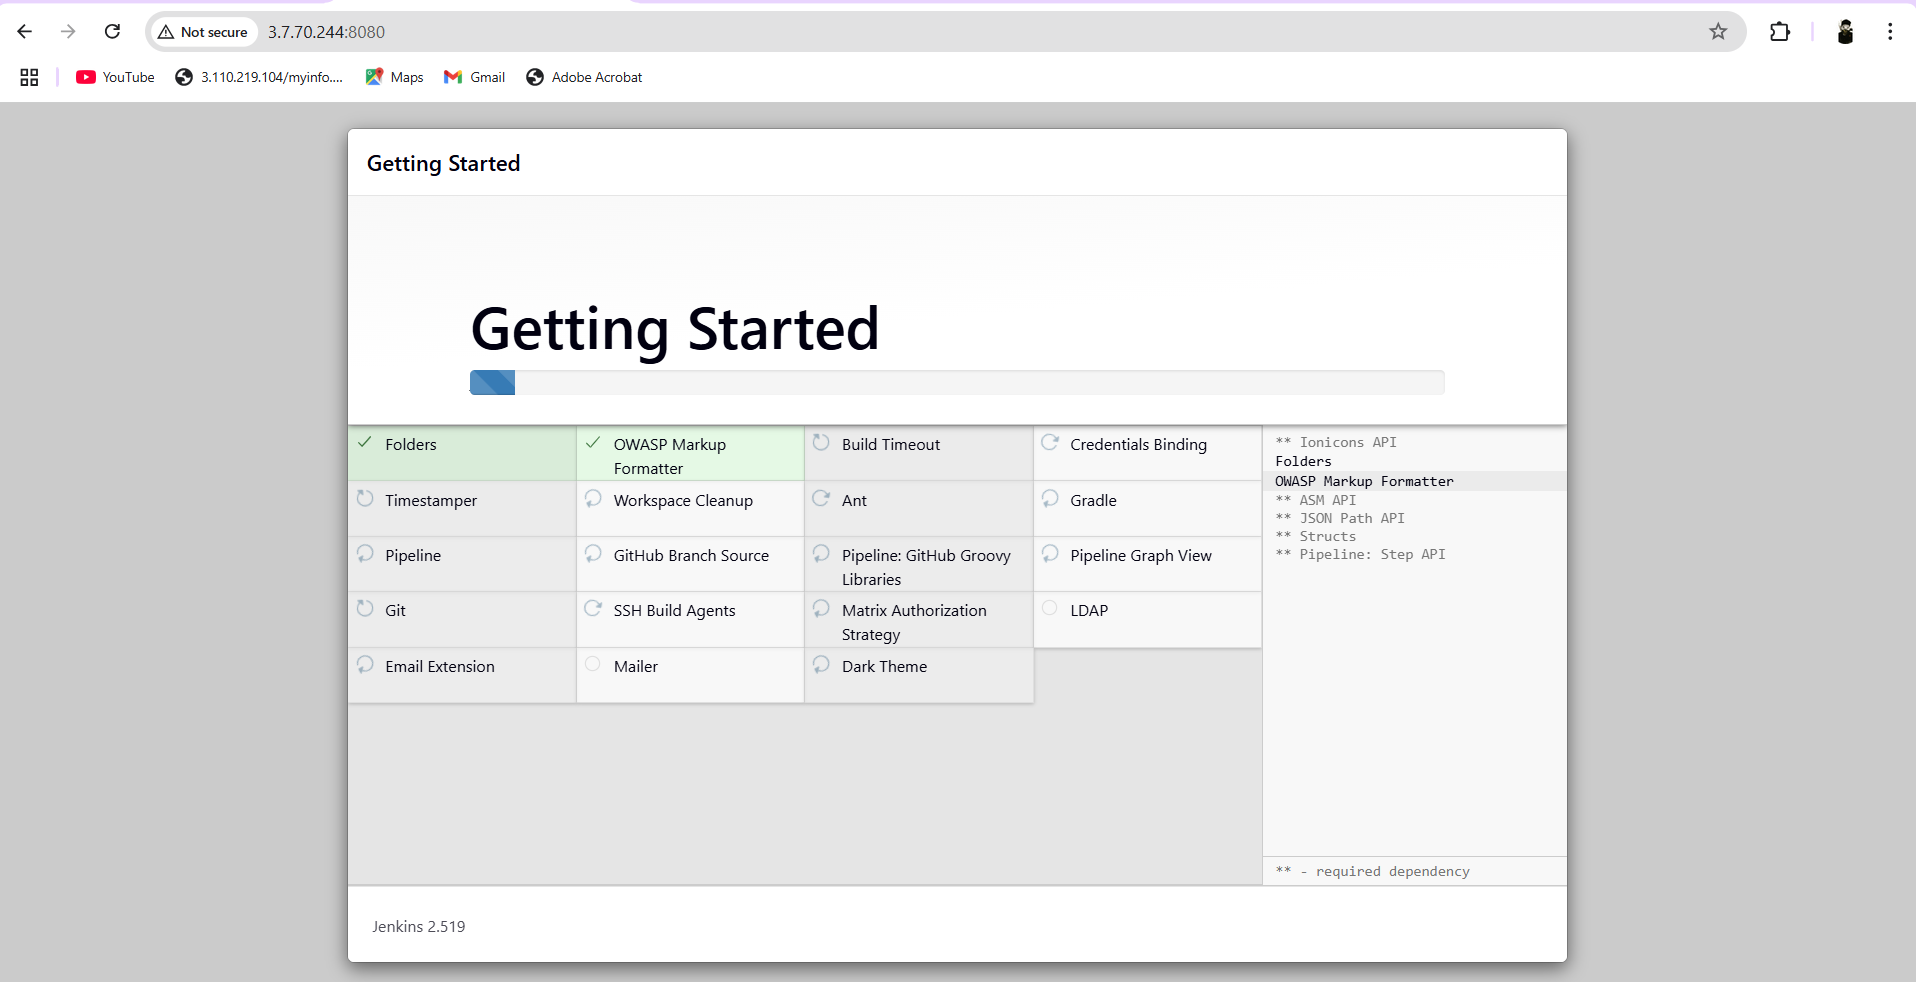 Not secure 3.7.70.244:8080
YouTube 3.110.219.104/myinfo.... Maps Gmail Adobe Acrobat
Getting Started
Getting Started
Folders
OWASP Markup
Formatter
Build Timeout
Credentials Binding
Timestamper
Workspace Cleanup
Ant
Gradle
Pipeline
GitHub Branch Source
Pipeline: GitHub Groovy
Libraries
Pipeline Graph View
Git
SSH Build Agents
Matrix Authorization
Strategy
LDAP
Email Extension
Mailer
Dark Theme
** Ionicons API
Folders
OWASP Markup Formatter
** ASM API
** JSON Path API
** Structs
** Pipeline: Step API
** - required dependency
Jenkins 2.519